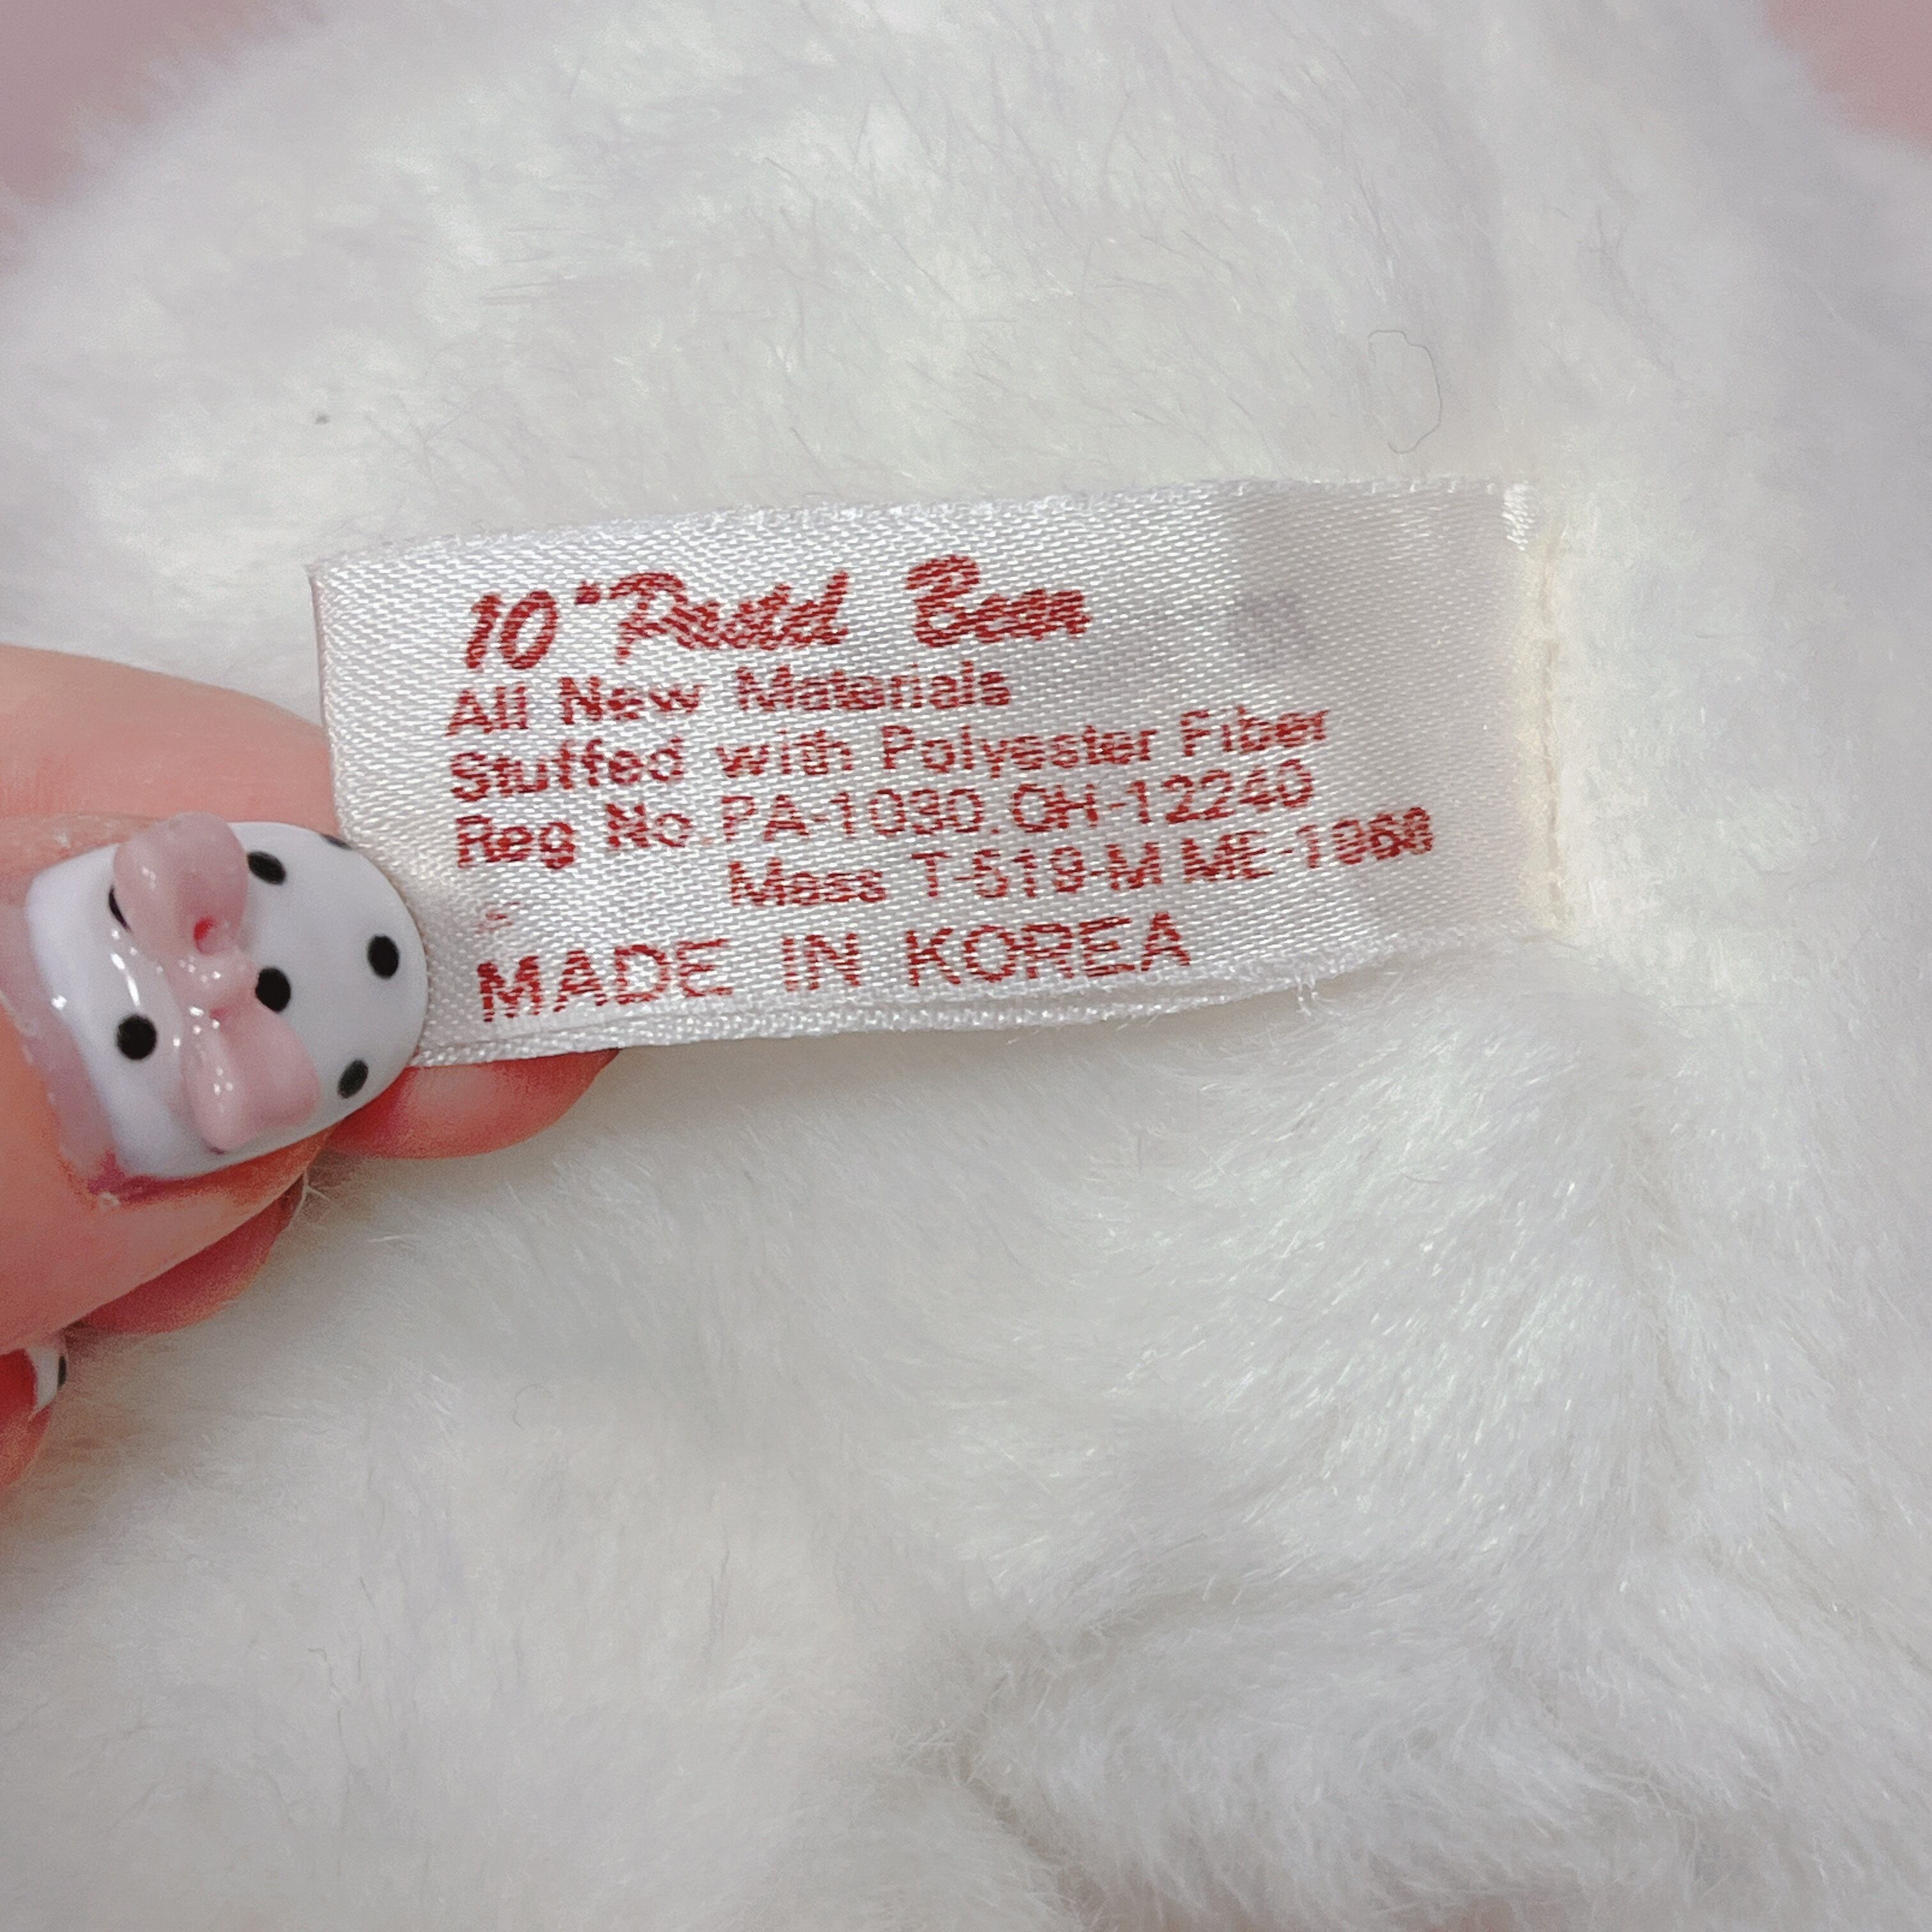 10" Pastel Bear
All New Materials
Stuffed with Polyester Fiber
Reg No. PA-1030. OH-12240
Mass T-519-M ME-1968
MADE IN KOREA